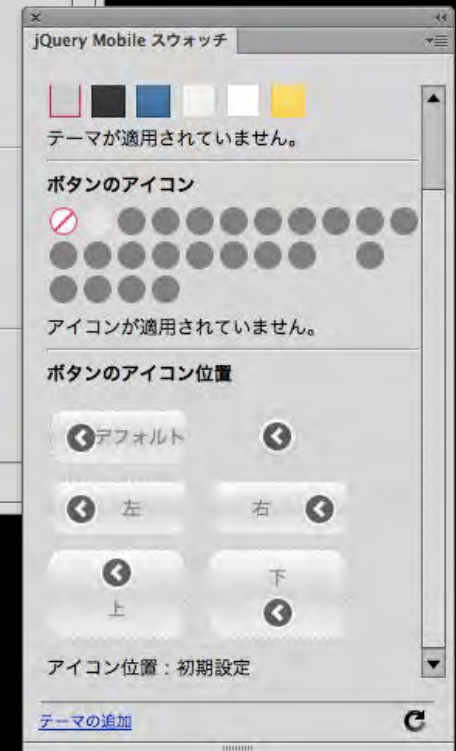 jQuery Mobile スウォッチ
テーマが適用されていません。
ボタンのアイコン
アイコンが適用されていません。
ボタンのアイコン位置
デフォルト
左
右
上
下
アイコン位置：初期設定
テーマの追加